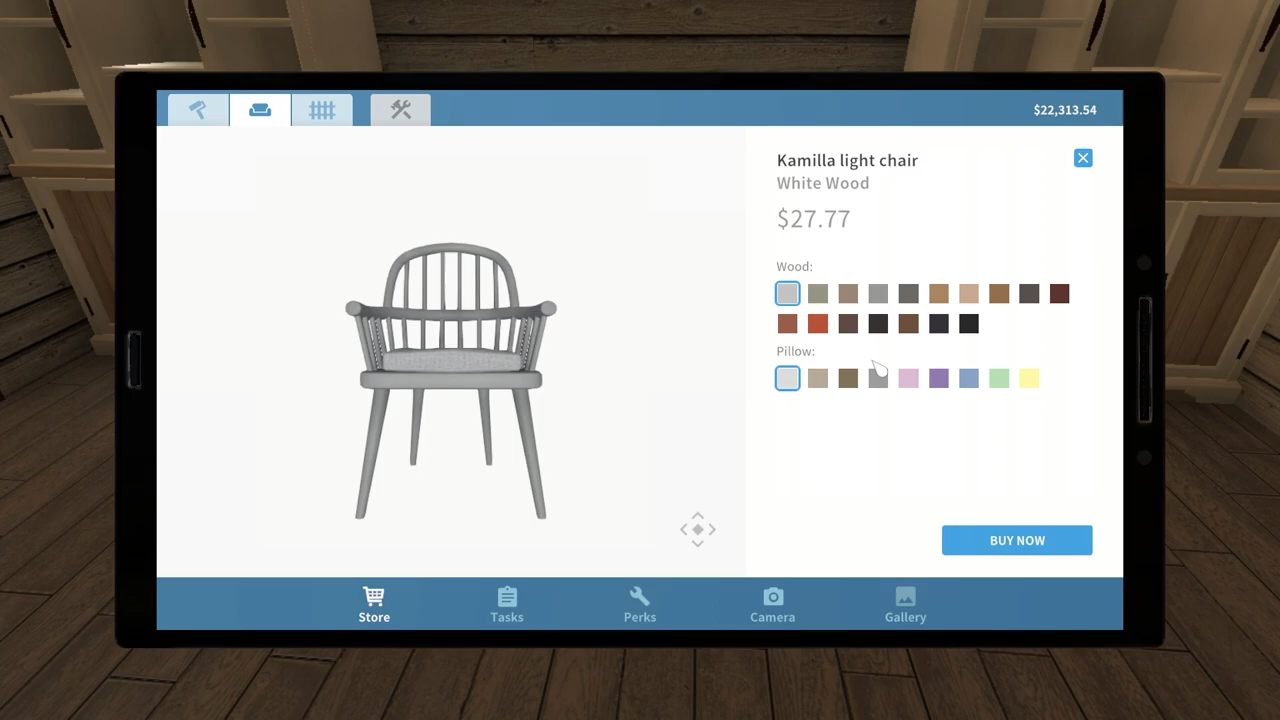 $22,313.54
Kamilla light chair
White Wood
$27.77
Wood:
Pillow:
BUY NOW
Store
Tasks
Perks
Camera
Gallery